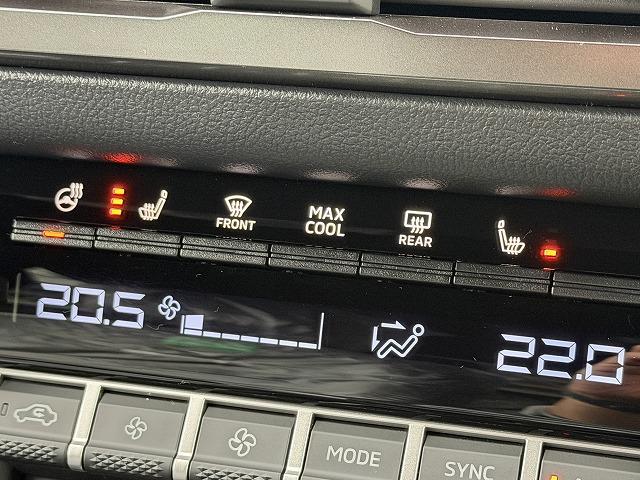 FRONT
MAX
COOL
REAR
20.5
22.0
MODE
SYNC